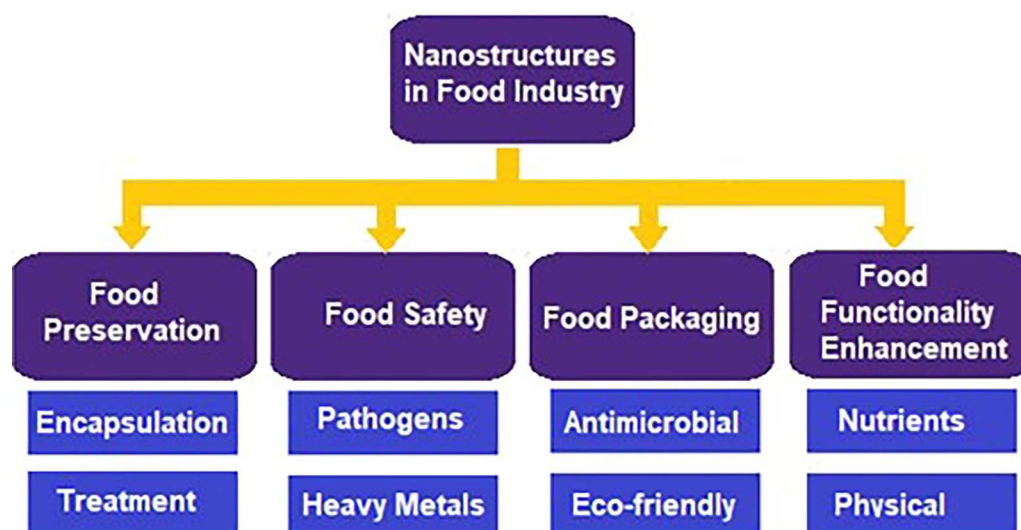 Nanostructures
in Food Industry
Food
Preservation
Food Safety
Food Packaging
Food
Functionality
Enhancement
Encapsulation
Pathogens
Antimicrobial
Nutrients
Treatment
Heavy Metals
Eco-friendly
Physical